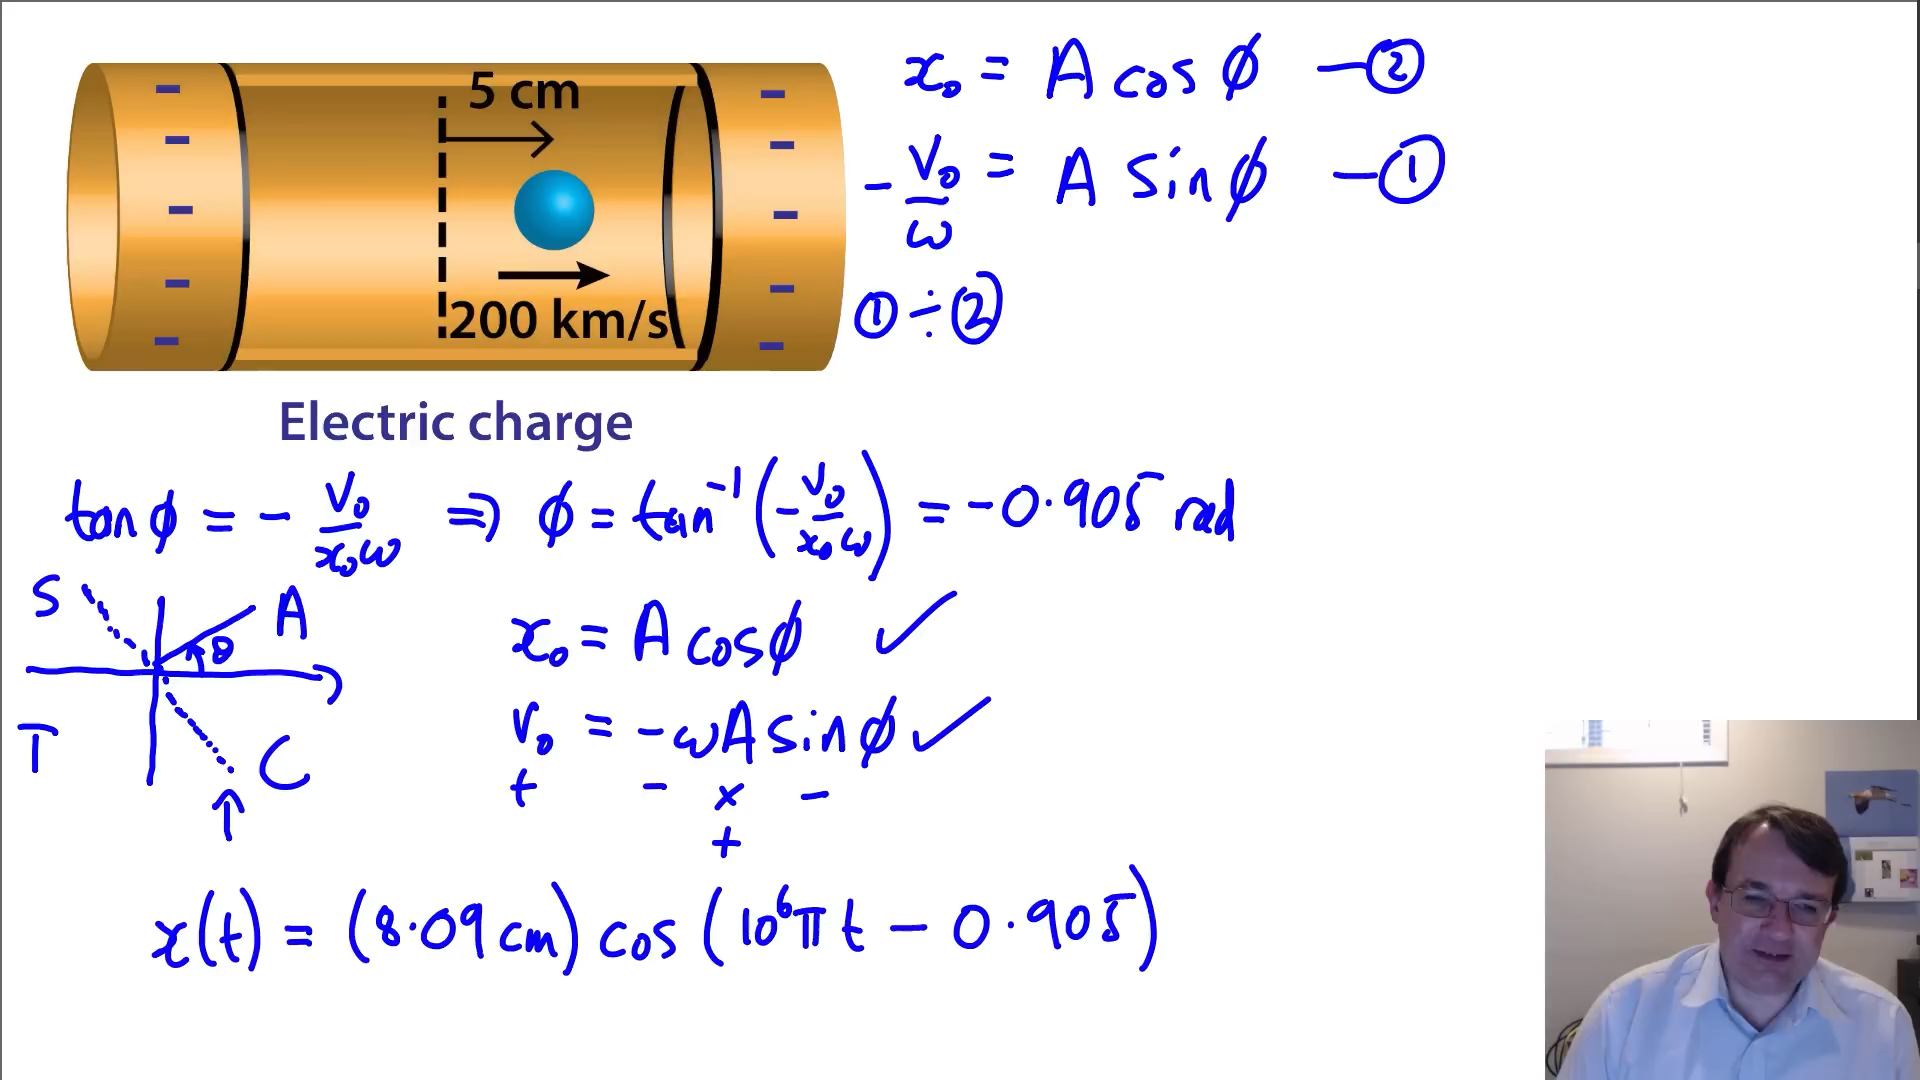 5 cm
200 km/s
Electric charge
x₀ = A cos ϕ —②
- v₀/ω = A sin ϕ —①
① ÷ ②
tan ϕ = - v₀/x₀ω ⇒ ϕ = tan⁻¹(- v₀/x₀ω) = -0.905 rad
S A
θ
T C
x₀ = A cos ϕ ✓
v₀ = -ωA sin ϕ ✓
+ - × -
+
x(t) = (8.09 cm) cos (10⁶πt - 0.905)